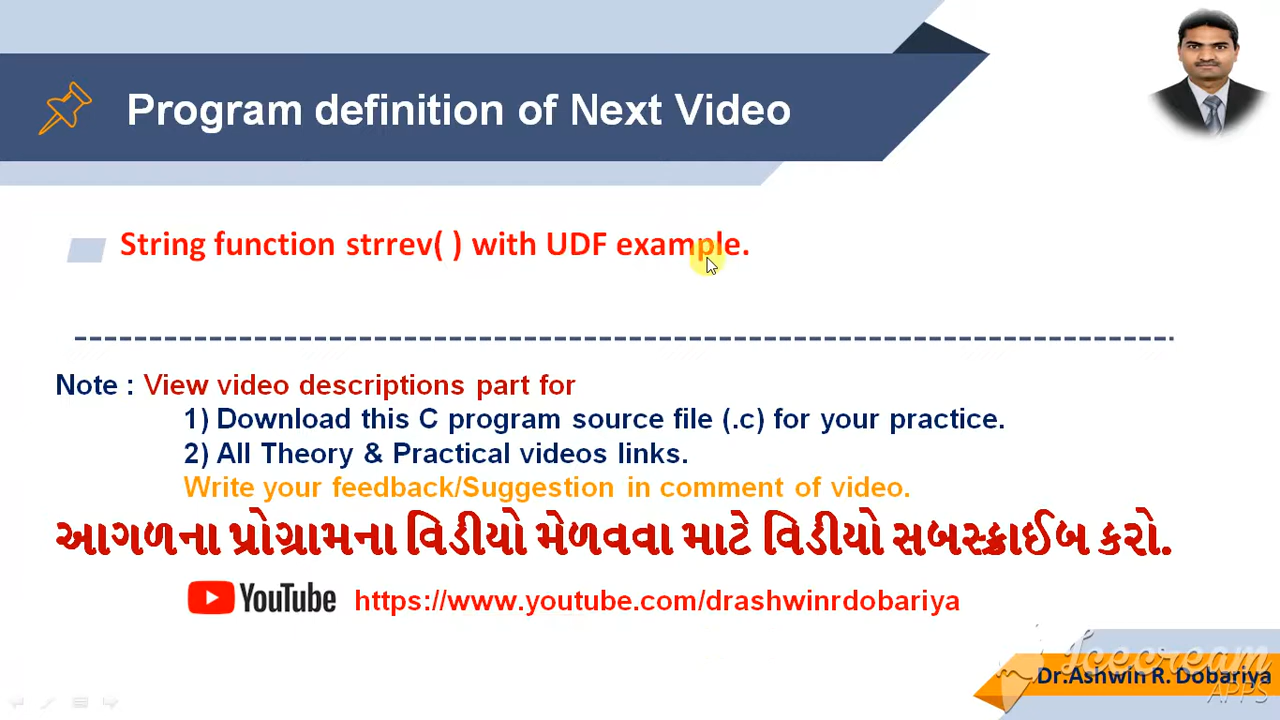 Program definition of Next Video
String function strrev( ) with UDF example.
Note : View video descriptions part for
1) Download this C program source file (.c) for your practice.
2) All Theory & Practical videos links.
Write your feedback/Suggestion in comment of video.
આગળના પ્રોગ્રામના વિડીયો મેળવવા માટે વિડીયો સબસ્ક્રાઈબ કરો.
YouTube https://www.youtube.com/drashwinrdobariya
Icecream
Dr.Ashwin R. Dobariya
APPS